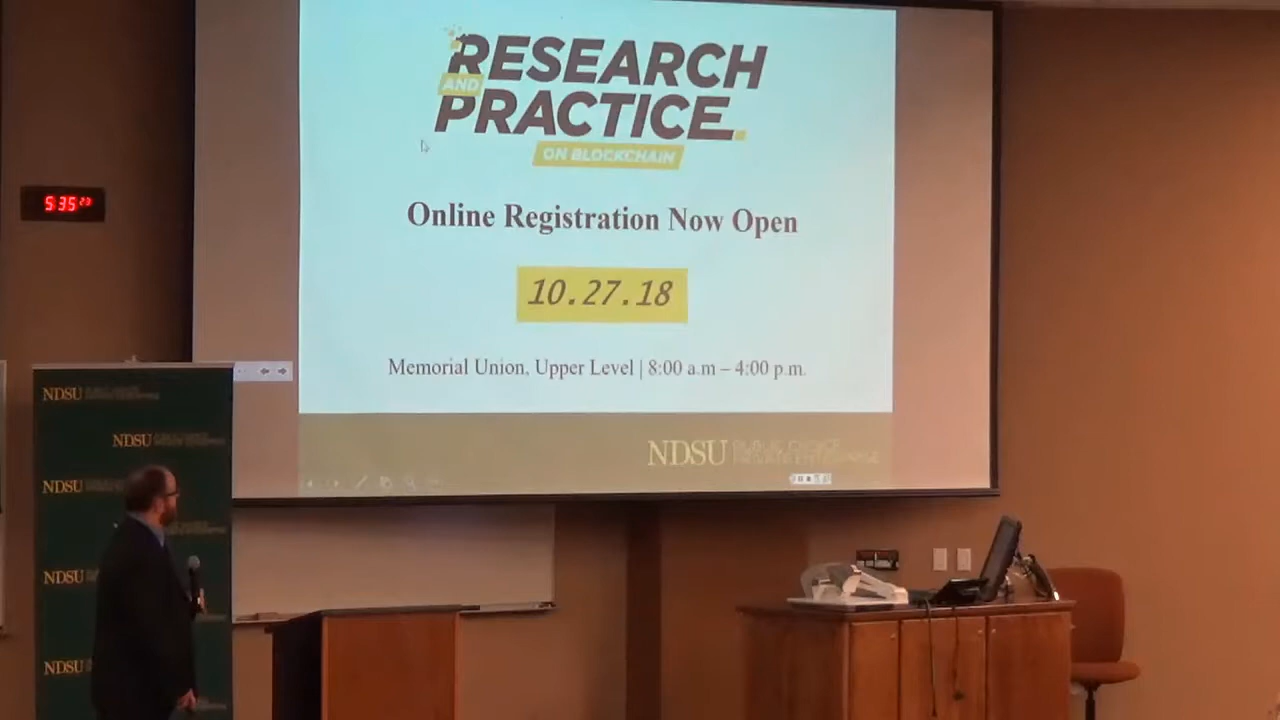 RESEARCH
AND
PRACTICE
ON BLOCKCHAIN
Online Registration Now Open
10.27.18
Memorial Union, Upper Level | 8:00 a.m – 4:00 p.m.
NDSU
5:35 23
NDSU
NDSU
NDSU
NDSU
NDSU